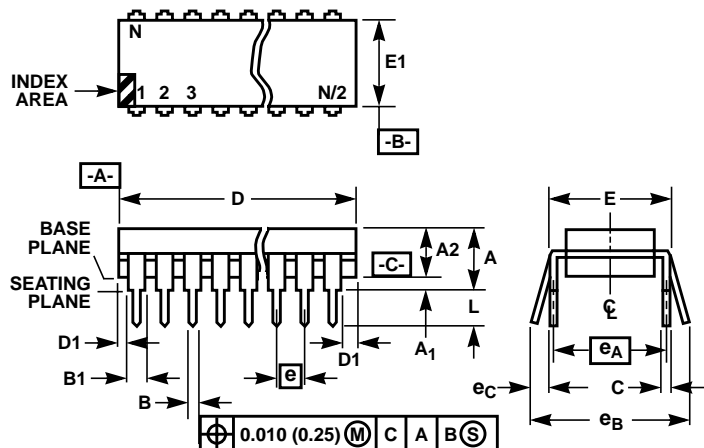 N
E1
INDEX
AREA
1 2 3 N/2
-B-
-A-
D
E
BASE
PLANE
A2
A
-C-
SEATING
PLANE
L
C
L
D1
A1
D1
e
eA
B1
eC
C
B
eB
0.010 (0.25) M C A B S